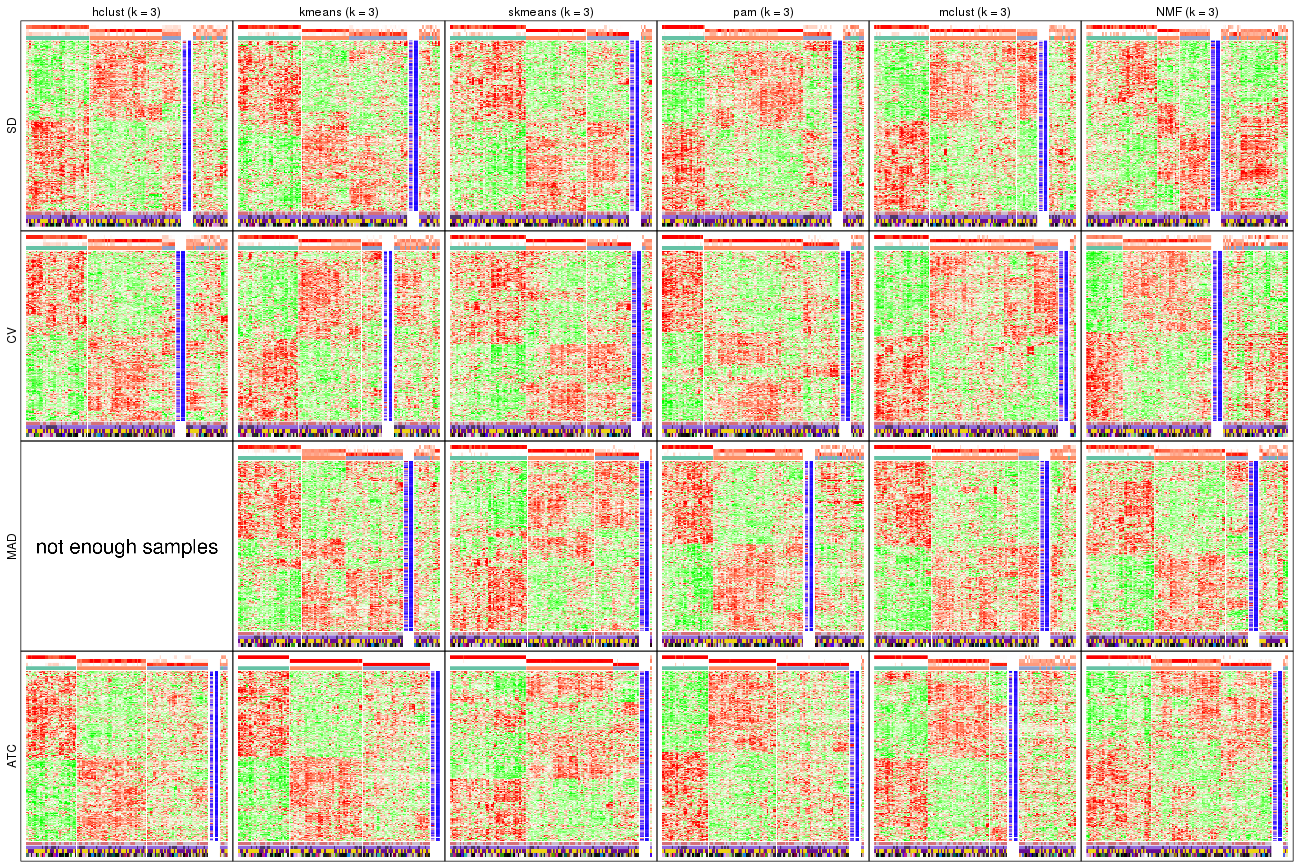 hclust (k = 3) kmeans (k = 3) skmeans (k = 3) pam (k = 3) mclust (k = 3) NMF (k = 3)
SD
CV
MAD
not enough samples
ATC